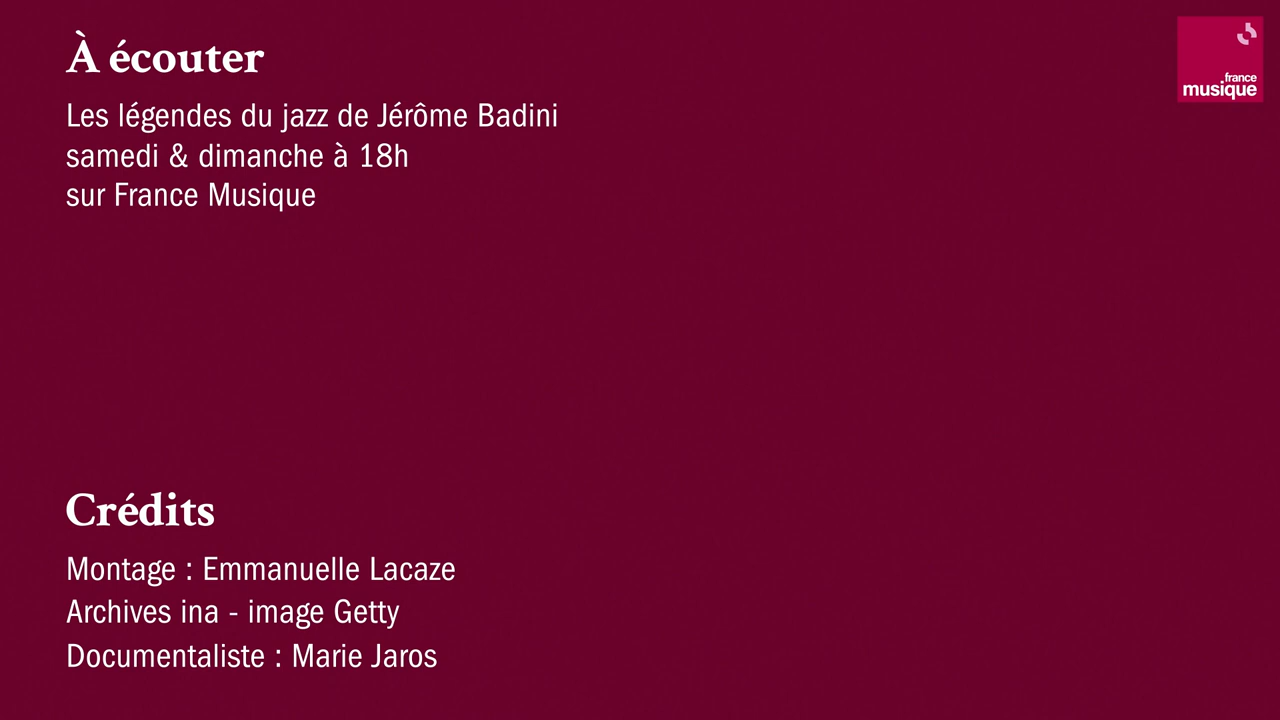 À écouter
Les légendes du jazz de Jérôme Badini
samedi & dimanche à 18h
sur France Musique
france
musique
Crédits
Montage : Emmanuelle Lacaze
Archives ina - image Getty
Documentaliste : Marie Jaros